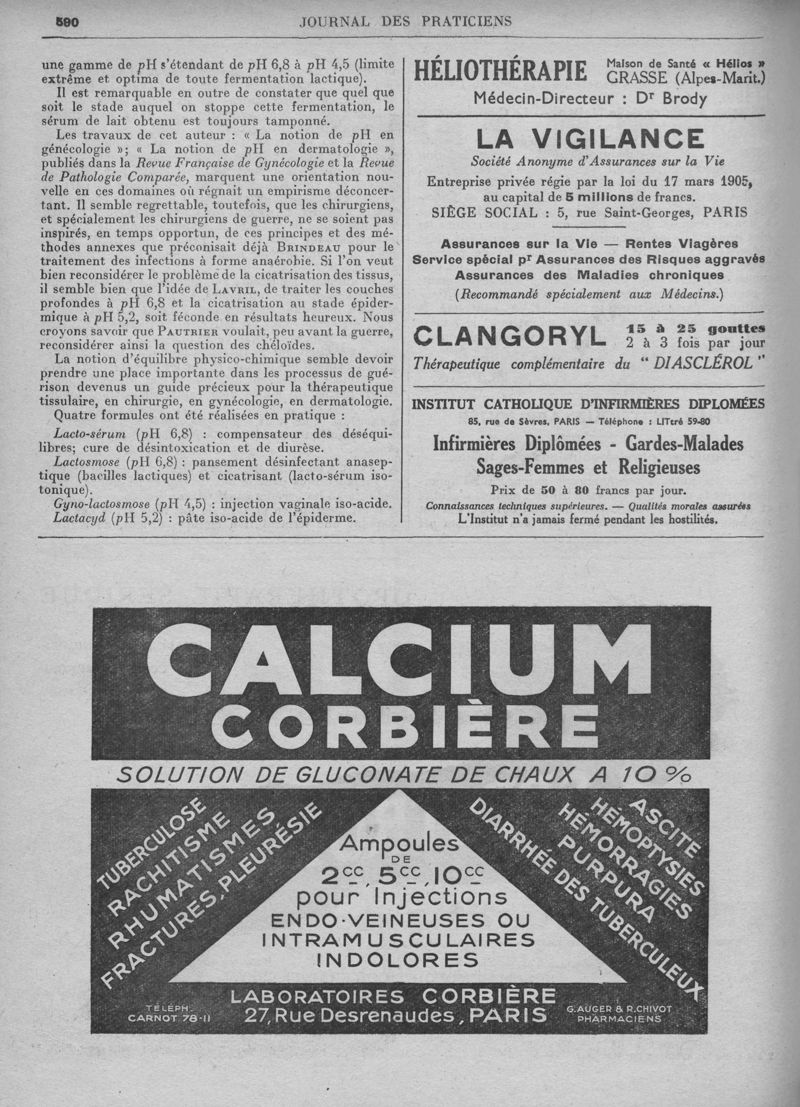 590
JOURNAL DES PRATICIENS
une gamme de pH s'étendant de pH 6,8 à pH 4,5 (limite
extrême et optima de toute fermentation lactique).
Il est remarquable en outre de constater que quel que
soit le stade auquel on stoppe cette fermentation, le
sérum de lait obtenu est toujours tamponné.
Les travaux de cet auteur : « La notion de pH en
génécologie »; « La notion de pH en dermatologie »,
publiés dans la Revue Française de Gynécologie et la Revue
de Pathologie Comparée, marquent une orientation nou-
velle en ces domaines où régnait un empirisme déconcer-
tant. Il semble regrettable, toutefois, que les chirurgiens,
et spécialement les chirurgiens de guerre, ne se soient pas
inspirés, en temps opportun, de ces principes et des mé-
thodes annexes que préconisait déjà BRINDEAU pour le
traitement des infections à forme anaérobie. Si l'on veut
bien reconsidérer le problème de la cicatrisation des tissus,
il semble bien que l'idée de LAVRIL, de traiter les couches
profondes à pH 6,8 et la cicatrisation au stade épider-
mique à pH 5,2, soit féconde en résultats heureux. Nous
croyons savoir que PAUTRIER voulait, peu avant la guerre,
reconsidérer ainsi la question des chéloïdes.
La notion d'équilibre physico-chimique semble devoir
prendre une place importante dans les processus de gué-
rison devenus un guide précieux pour la thérapeutique
tissulaire, en chirurgie, en gynécologie, en dermatologie.
Quatre formules ont été réalisées en pratique :
Lacto-sérum (pH 6,8) : compensateur des déséqui-
libres; cure de désintoxication et de diurèse.
Lactosmose (pH 6,8) : pansement désinfectant anasep-
tique (bacilles lactiques) et cicatrisant (lacto-sérum iso-
tonique).
Gyno-lactosmose (pH 4,5) : injection vaginale iso-acide.
Lactacyd (pH 5,2) : pâte iso-acide de l'épiderme.
HÉLIOTHÉRAPIE
Maison de Santé « Hélios »
GRASSE (Alpes-Marit.)
Médecin-Directeur : Dr Brody
LA VIGILANCE
Société Anonyme d'Assurances sur la Vie
Entreprise privée régie par la loi du 17 mars 1905,
au capital de 5 millions de francs.
SIÈGE SOCIAL : 5, rue Saint-Georges, PARIS
Assurances sur la Vie — Rentes Viagères
Service spécial pr Assurances des Risques aggravés
Assurances des Maladies chroniques
(Recommandé spécialement aux Médecins.)
CLANGORYL
15 à 25 gouttes
2 à 3 fois par jour
Thérapeutique complémentaire du “ DIASCLÉROL ”
INSTITUT CATHOLIQUE D'INFIRMIÈRES DIPLOMÉES
85, rue de Sèvres, PARIS — Téléphone : LITtré 59-80
Infirmières Diplômées - Gardes-Malades
Sages-Femmes et Religieuses
Prix de 50 à 80 francs par jour.
Connaissances techniques supérieures. — Qualités morales assurées
L'Institut n'a jamais fermé pendant les hostilités.
CALCIUM
CORBIÈRE
SOLUTION DE GLUCONATE DE CHAUX A 10 %
TUBERCULOSE
RACHITISME
RHUMATISMES,
FRACTURES, PLEURÉSIE
Ampoules
DE
2cc, 5cc, 10cc
pour Injections
ENDO-VEINEUSES OU
INTRAMUSCULAIRES
INDOLORES
ASCITE
HÉMOPTYSIES
HÉMORRAGIES
PURPURA
DIARRHÉE DES TUBERCULEUX
TÉLÉPH.
CARNOT 78-11
LABORATOIRES CORBIÈRE
27, Rue Desrenaudes, PARIS
G. AUGER & R. CHIVOT
PHARMACIENS